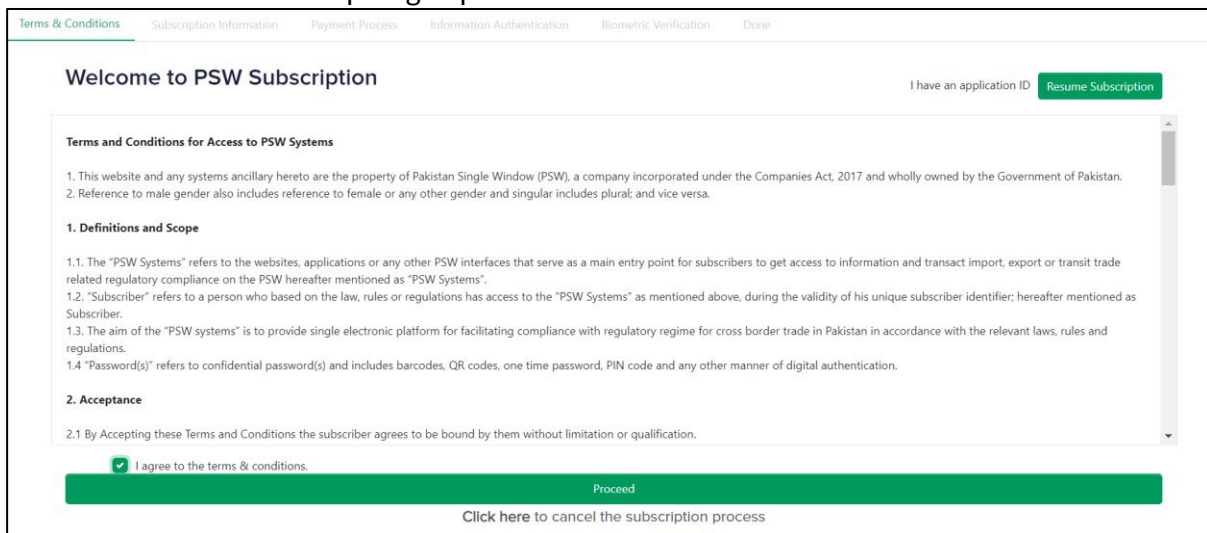 Terms & Conditions Subscription Information Payment Process Information Authentication Biometric Verification Done
Welcome to PSW Subscription
I have an application ID Resume Subscription
Terms and Conditions for Access to PSW Systems
1. This website and any systems ancillary hereto are the property of Pakistan Single Window (PSW), a company incorporated under the Companies Act, 2017 and wholly owned by the Government of Pakistan.
2. Reference to male gender also includes reference to female or any other gender and singular includes plural; and vice versa.
1. Definitions and Scope
1.1. The "PSW Systems" refers to the websites, applications or any other PSW interfaces that serve as a main entry point for subscribers to get access to information and transact import, export or transit trade
related regulatory compliance on the PSW hereafter mentioned as "PSW Systems".
1.2. "Subscriber" refers to a person who based on the law, rules or regulations has access to the "PSW Systems" as mentioned above, during the validity of his unique subscriber identifier; hereafter mentioned as
Subscriber.
1.3. The aim of the "PSW systems" is to provide single electronic platform for facilitating compliance with regulatory regime for cross border trade in Pakistan in accordance with the relevant laws, rules and
regulations.
1.4 "Password(s)" refers to confidential password(s) and includes barcodes, QR codes, one time password, PIN code and any other manner of digital authentication.
2. Acceptance
2.1 By Accepting these Terms and Conditions the subscriber agrees to be bound by them without limitation or qualification.
I agree to the terms & conditions.
Proceed
Click here to cancel the subscription process